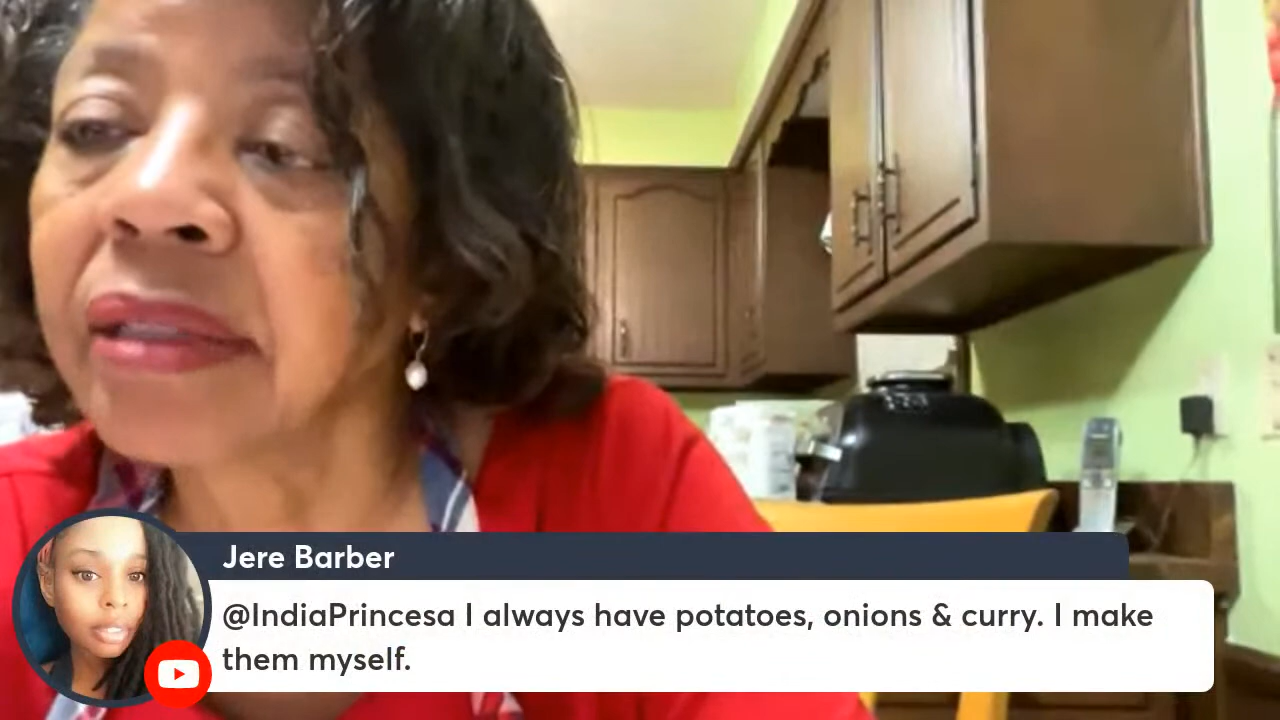 Jere Barber
@IndiaPrincesa I always have potatoes, onions & curry. I make
them myself.